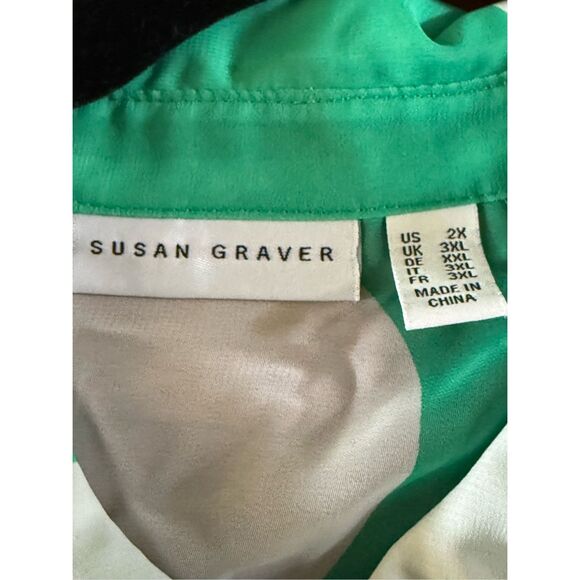 SUSAN GRAVER
US 2X
UK 3XL
DE XXL
IT 3XL
FR 3XL
MADE IN
CHINA